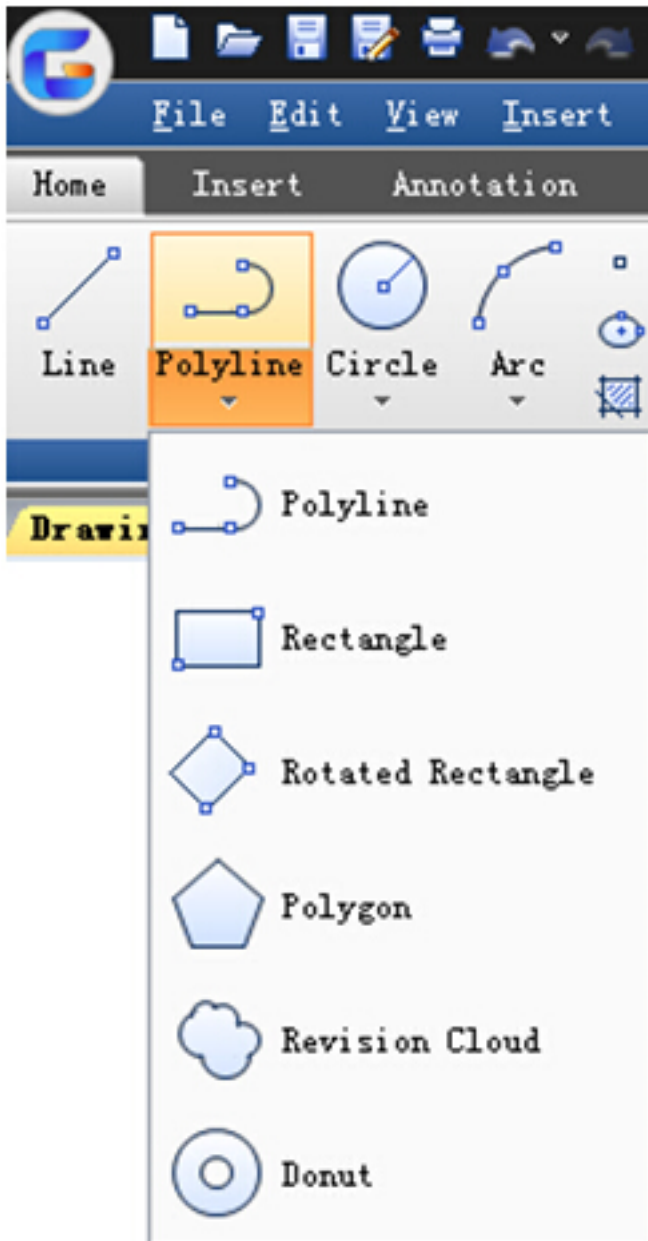 File Edit View Insert
Home Insert Annotation
Line Polyline Circle Arc
Polyline
Rectangle
Rotated Rectangle
Polygon
Revision Cloud
Donut